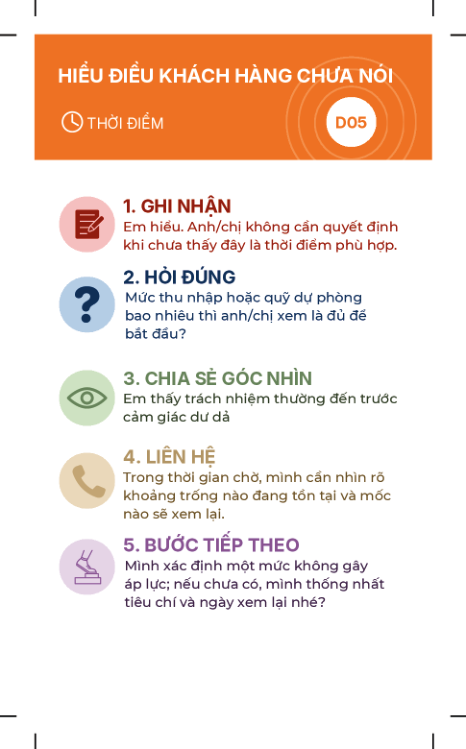 HIỂU ĐIỀU KHÁCH HÀNG CHƯA NÓI
THỜI ĐIỂM
D05
1. GHI NHẬN
Em hiểu. Anh/chị không cần quyết định
khi chưa thấy đây là thời điểm phù hợp.
2. HỎI ĐÚNG
Mức thu nhập hoặc quỹ dự phòng
bao nhiêu thì anh/chị xem là đủ để
bắt đầu?
3. CHIA SẺ GÓC NHÌN
Em thấy trách nhiệm thường đến trước
cảm giác dư dả
4. LIÊN HỆ
Trong thời gian chờ, mình cần nhìn rõ
khoảng trống nào đang tồn tại và mốc
nào sẽ xem lại.
5. BƯỚC TIẾP THEO
Mình xác định một mức không gây
áp lực; nếu chưa có, mình thống nhất
tiêu chí và ngày xem lại nhé?